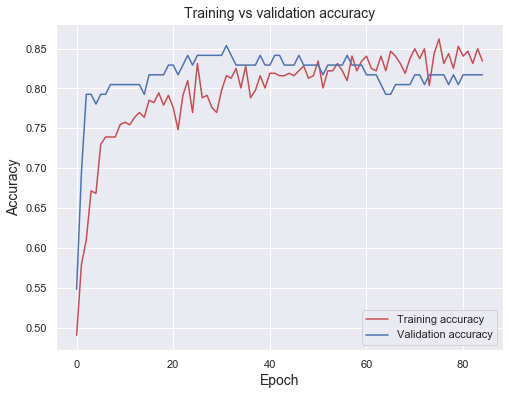 Training vs validation accuracy
Accuracy
0.85
0.80
0.75
0.70
0.65
0.60
0.55
0.50
0
20
40
60
80
Epoch
Training accuracy
Validation accuracy